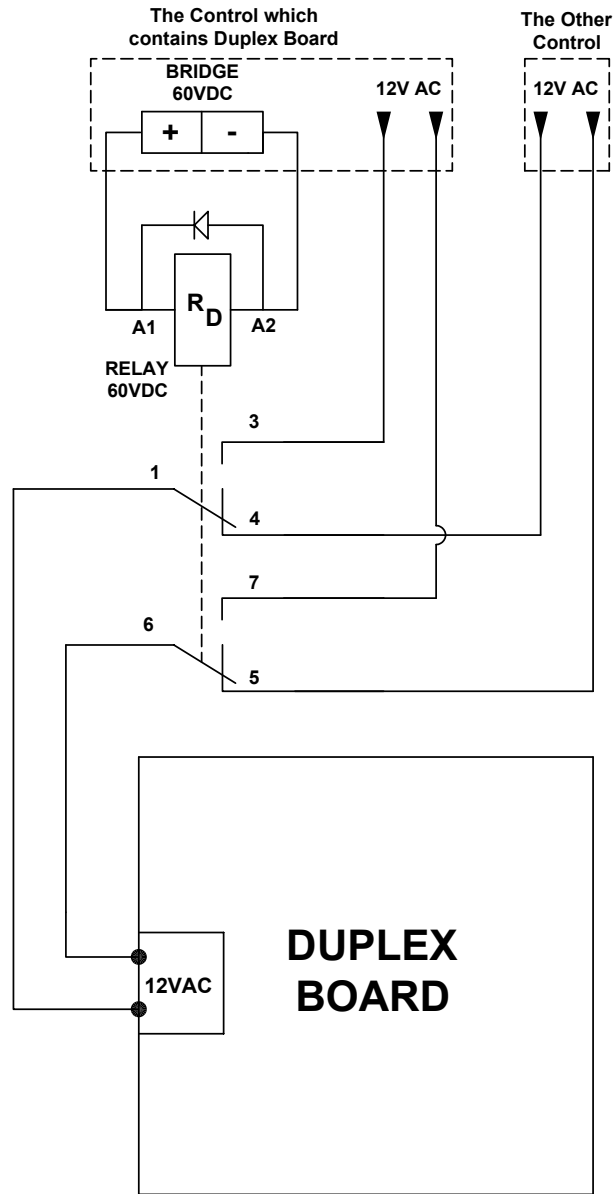 The Control which
contains Duplex Board
The Other
Control
BRIDGE
60VDC
12V AC
12V AC
+ -
A1
R D
A2
RELAY
60VDC
3
1
4
7
6
5
12VAC
DUPLEX
BOARD